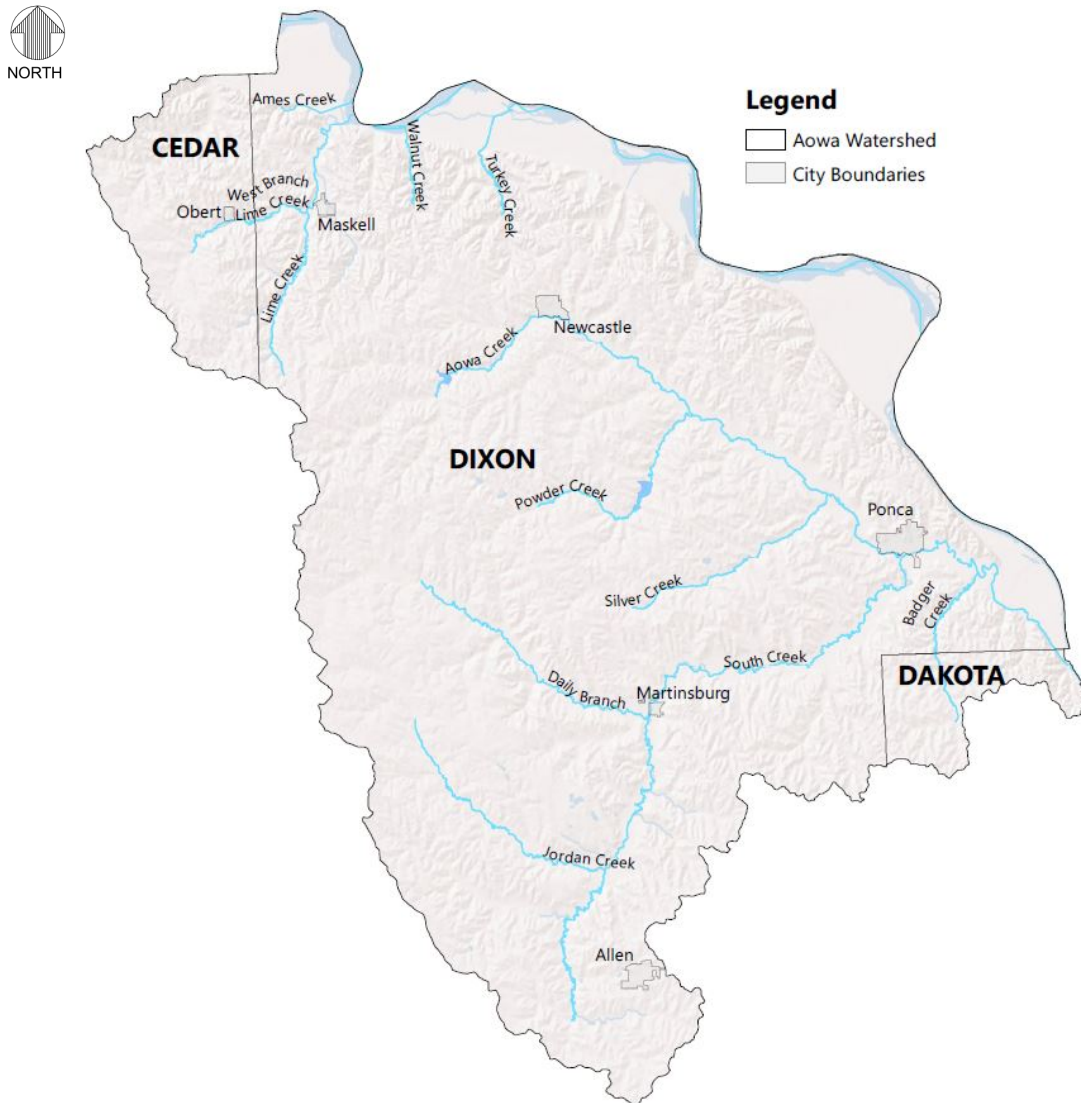 NORTH
Legend
Aowa Watershed
City Boundaries
Ames Creek
CEDAR
Walnut Creek
Turkey Creek
West Branch
Lime Creek
Obert
Maskell
Lime Creek
Newcastle
Aowa Creek
DIXON
Powder Creek
Ponca
Silver Creek
Badger
Creek
South Creek
DAKOTA
Daily Branch
Martinsburg
Jordan Creek
Allen